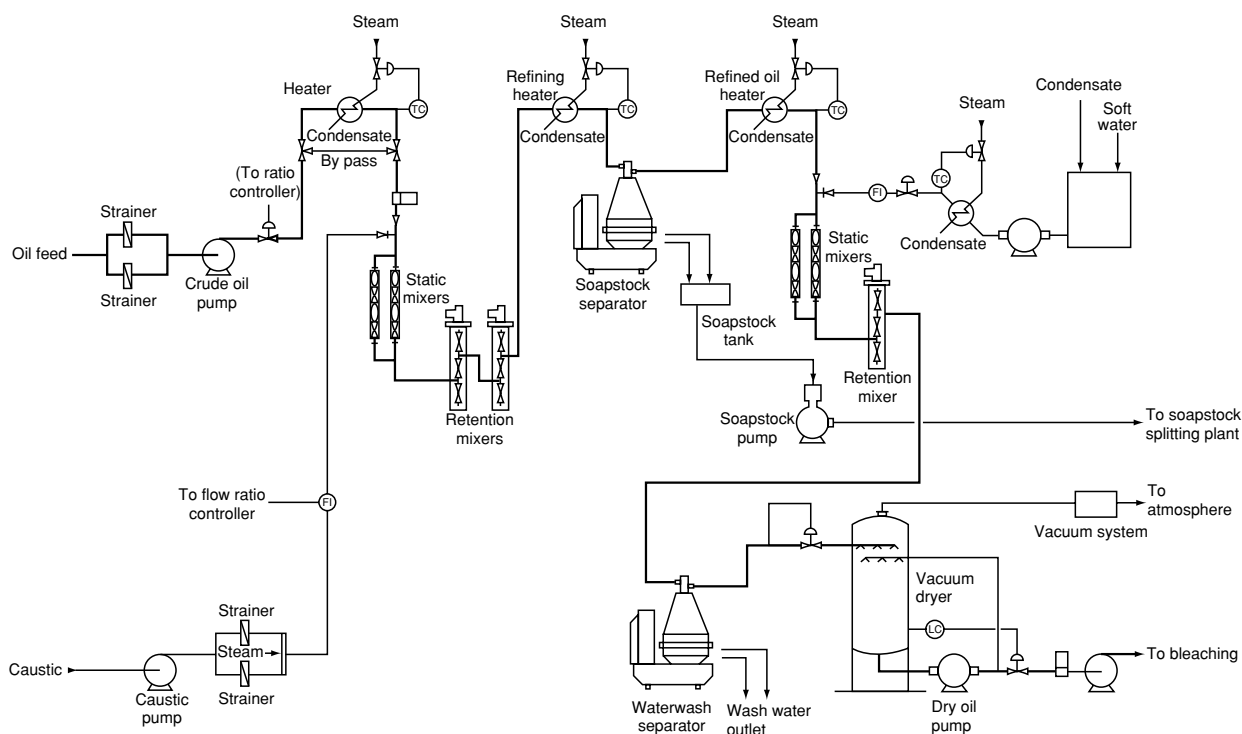 Steam
Steam
Steam
Heater
Refining
heater
Refined oil
heater
TC
TC
TC
Condensate
Condensate
Condensate
By pass
Condensate
Soft
water
Steam
TC
FI
Condensate
(To ratio
controller)
Strainer
Oil feed
Strainer
Crude oil
pump
Static
mixers
Soapstock
separator
Static
mixers
Soapstock
tank
Retention
mixers
Retention
mixer
Soapstock
pump
To soapstock
splitting plant
To flow ratio
controller
FI
To
atmosphere
Vacuum system
Vacuum
dryer
LC
Strainer
Steam
Caustic
Strainer
Caustic
pump
To bleaching
Waterwash
separator
Wash water
outlet
Dry oil
pump